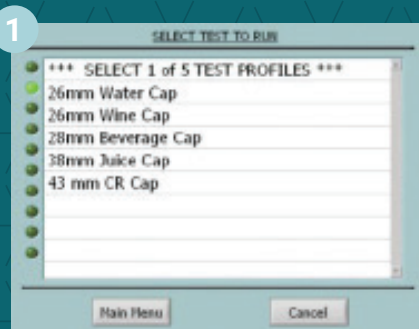 1
SELECT TEST TO RUN
*** SELECT 1 of 5 TEST PROFILES ***
26mm Water Cap
26mm Wine Cap
28mm Beverage Cap
38mm Juice Cap
43 mm CR Cap
Main Menu
Cancel